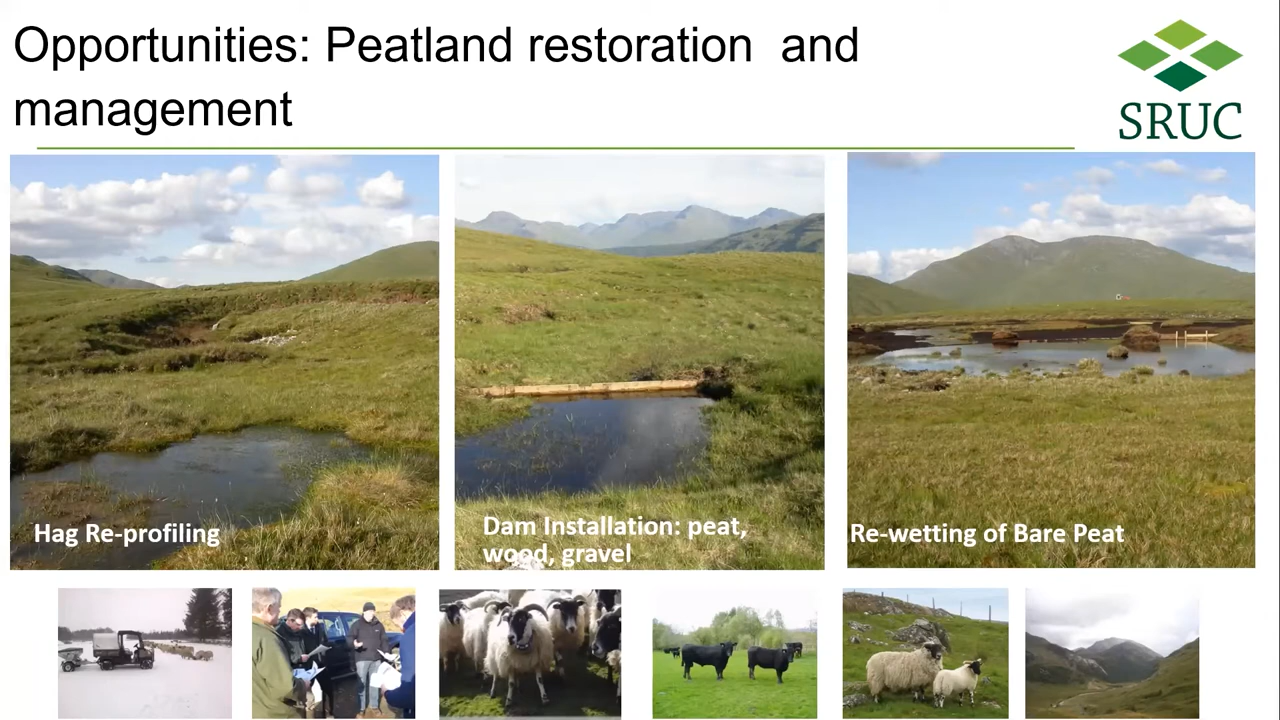 Opportunities: Peatland restoration and
management
SRUC
Hag Re-profiling
Dam Installation: peat,
wood, gravel
Re-wetting of Bare Peat